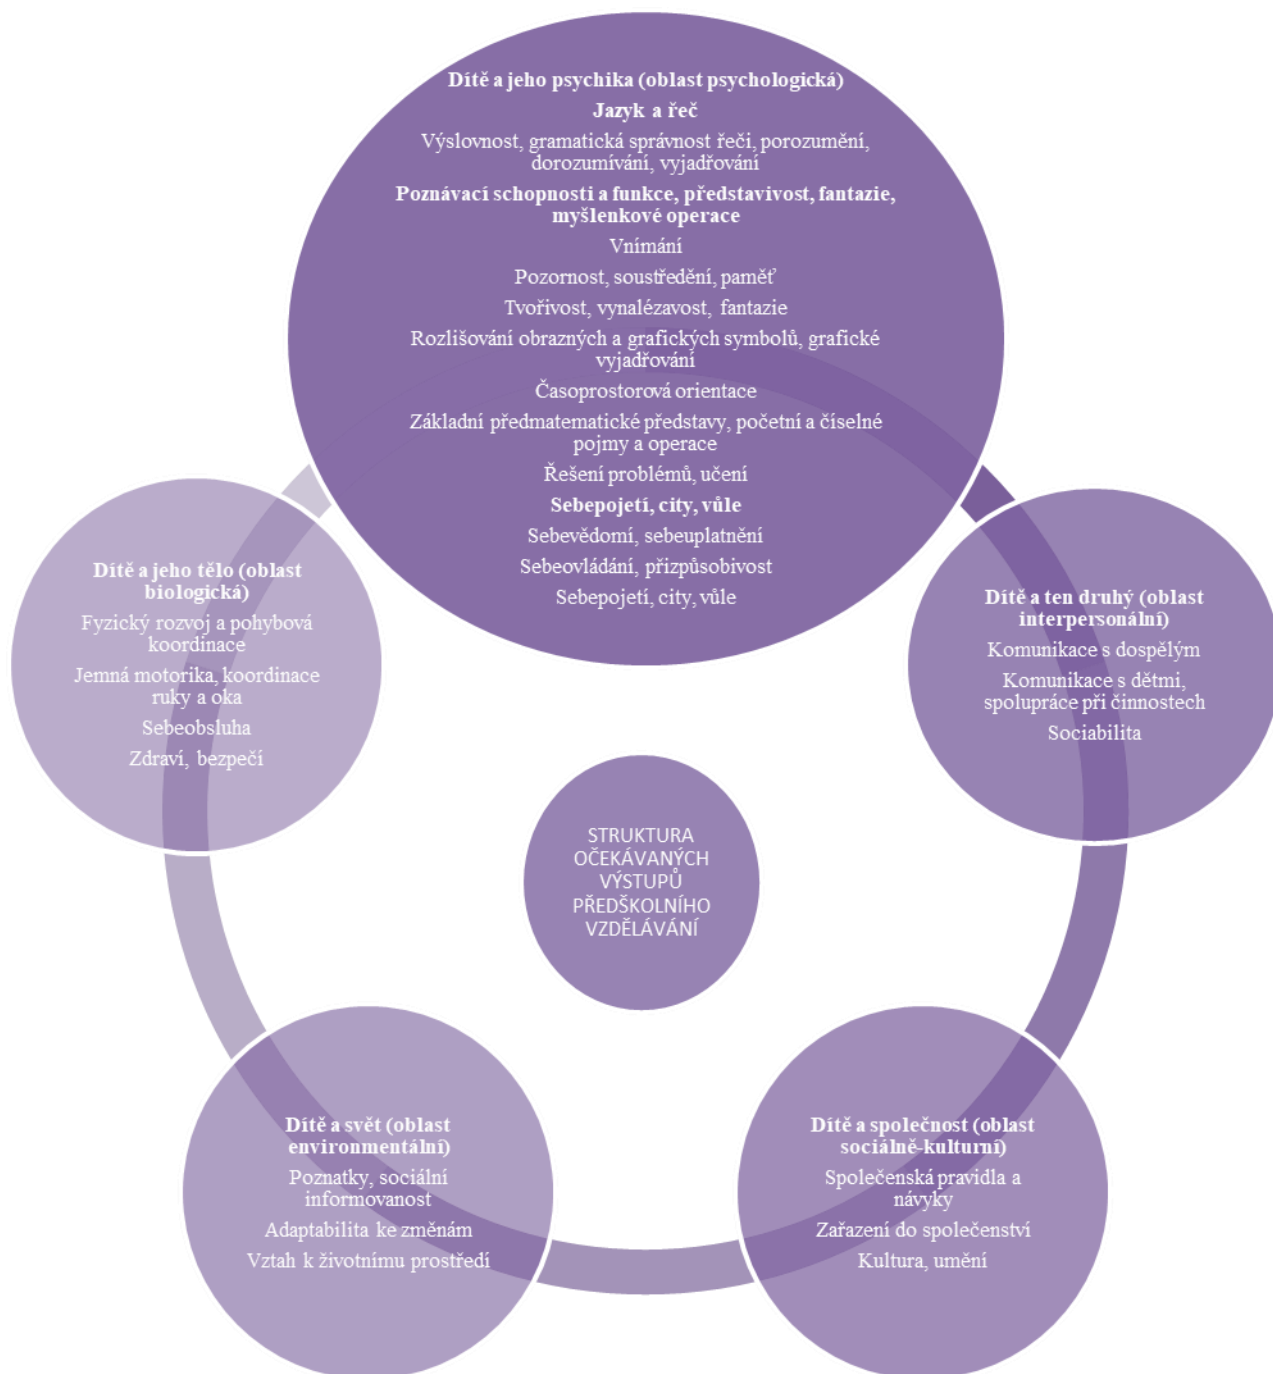 Dítě a jeho psychika (oblast psychologická)
Jazyk a řeč
Výslovnost, gramatická správnost řeči, porozumění,
dorozumívání, vyjadřování
Poznávací schopnosti a funkce, představivost, fantazie,
myšlenkové operace
Vnímání
Pozornost, soustředění, paměť
Tvořivost, vynalézavost, fantazie
Rozlišování obrazných a grafických symbolů, grafické
vyjadřování
Časoprostorová orientace
Základní předmatematické představy, početní a číselné
pojmy a operace
Řešení problémů, učení
Sebepojetí, city, vůle
Sebevědomí, sebeuplatnění
Sebeovládání, přizpůsobivost
Sebepojetí, city, vůle
Dítě a ten druhý (oblast
interpersonální)
Komunikace s dospělým
Komunikace s dětmi,
spolupráce při činnostech
Sociabilita
Dítě a společnost (oblast
sociálně-kulturní)
Společenská pravidla a
návyky
Zařazení do společenství
Kultura, umění
Dítě a svět (oblast
environmentální)
Poznatky, sociální
informovanost
Adaptabilita ke změnám
Vztah k životnímu prostředí
Dítě a jeho tělo (oblast
biologická)
Fyzický rozvoj a pohybová
koordinace
Jemná motorika, koordinace
ruky a oka
Sebeobsluha
Zdraví, bezpečí
STRUKTURA
OČEKÁVANÝCH
VÝSTUPŮ
PŘEDŠKOLNÍHO
VZDĚLÁVÁNÍ